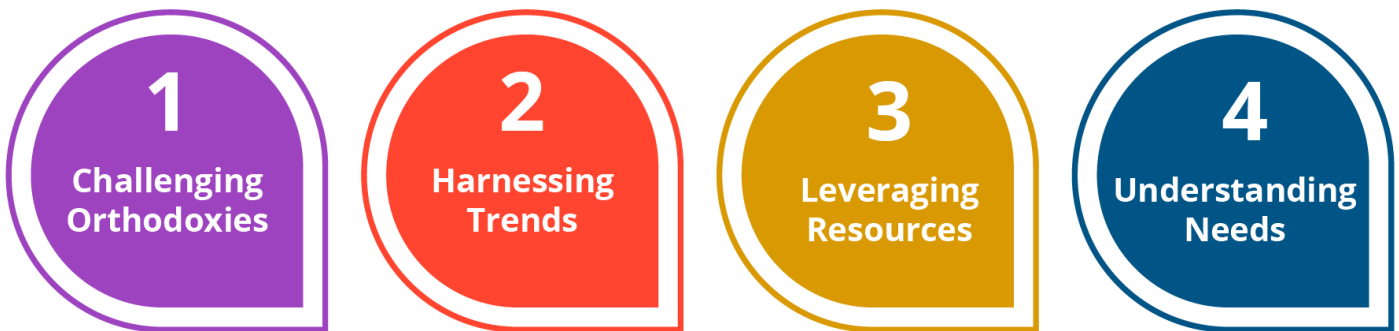 1
Challenging
Orthodoxies
2
Harnessing
Trends
3
Leveraging
Resources
4
Understanding
Needs